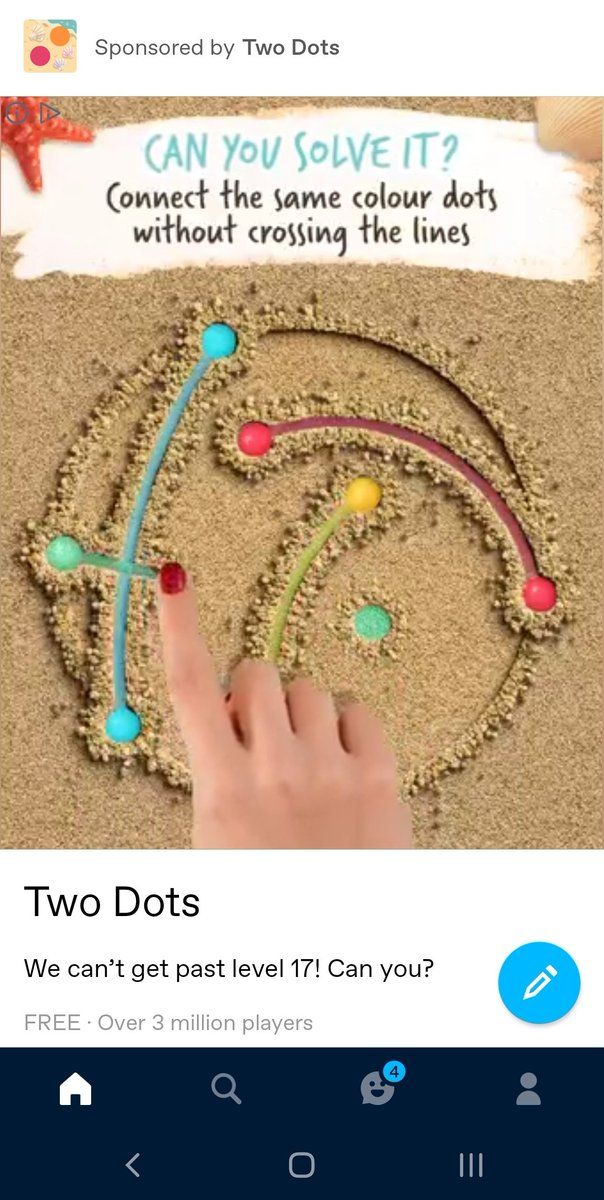 Sponsored by Two Dots
CAN YOU SOLVE IT?
Connect the same colour dots
without crossing the lines
Two Dots
We can’t get past level 17! Can you?
FREE · Over 3 million players
4